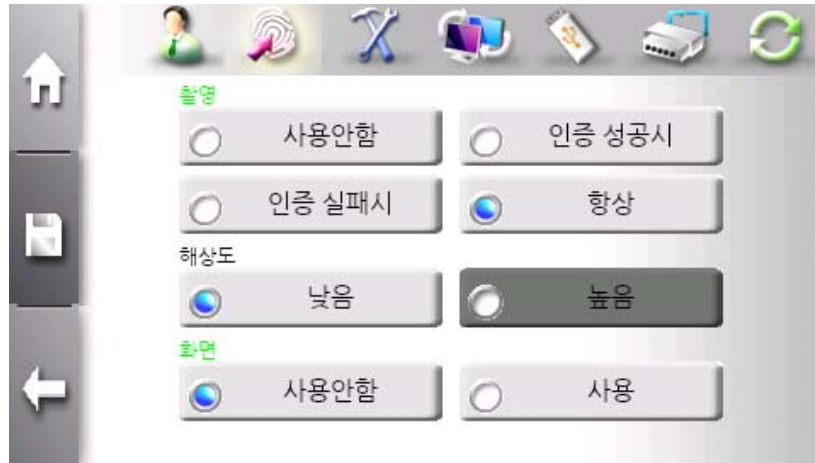 촬영
사용안함 인증 성공시
인증 실패시 항상
해상도
낮음 높음
화면
사용안함 사용